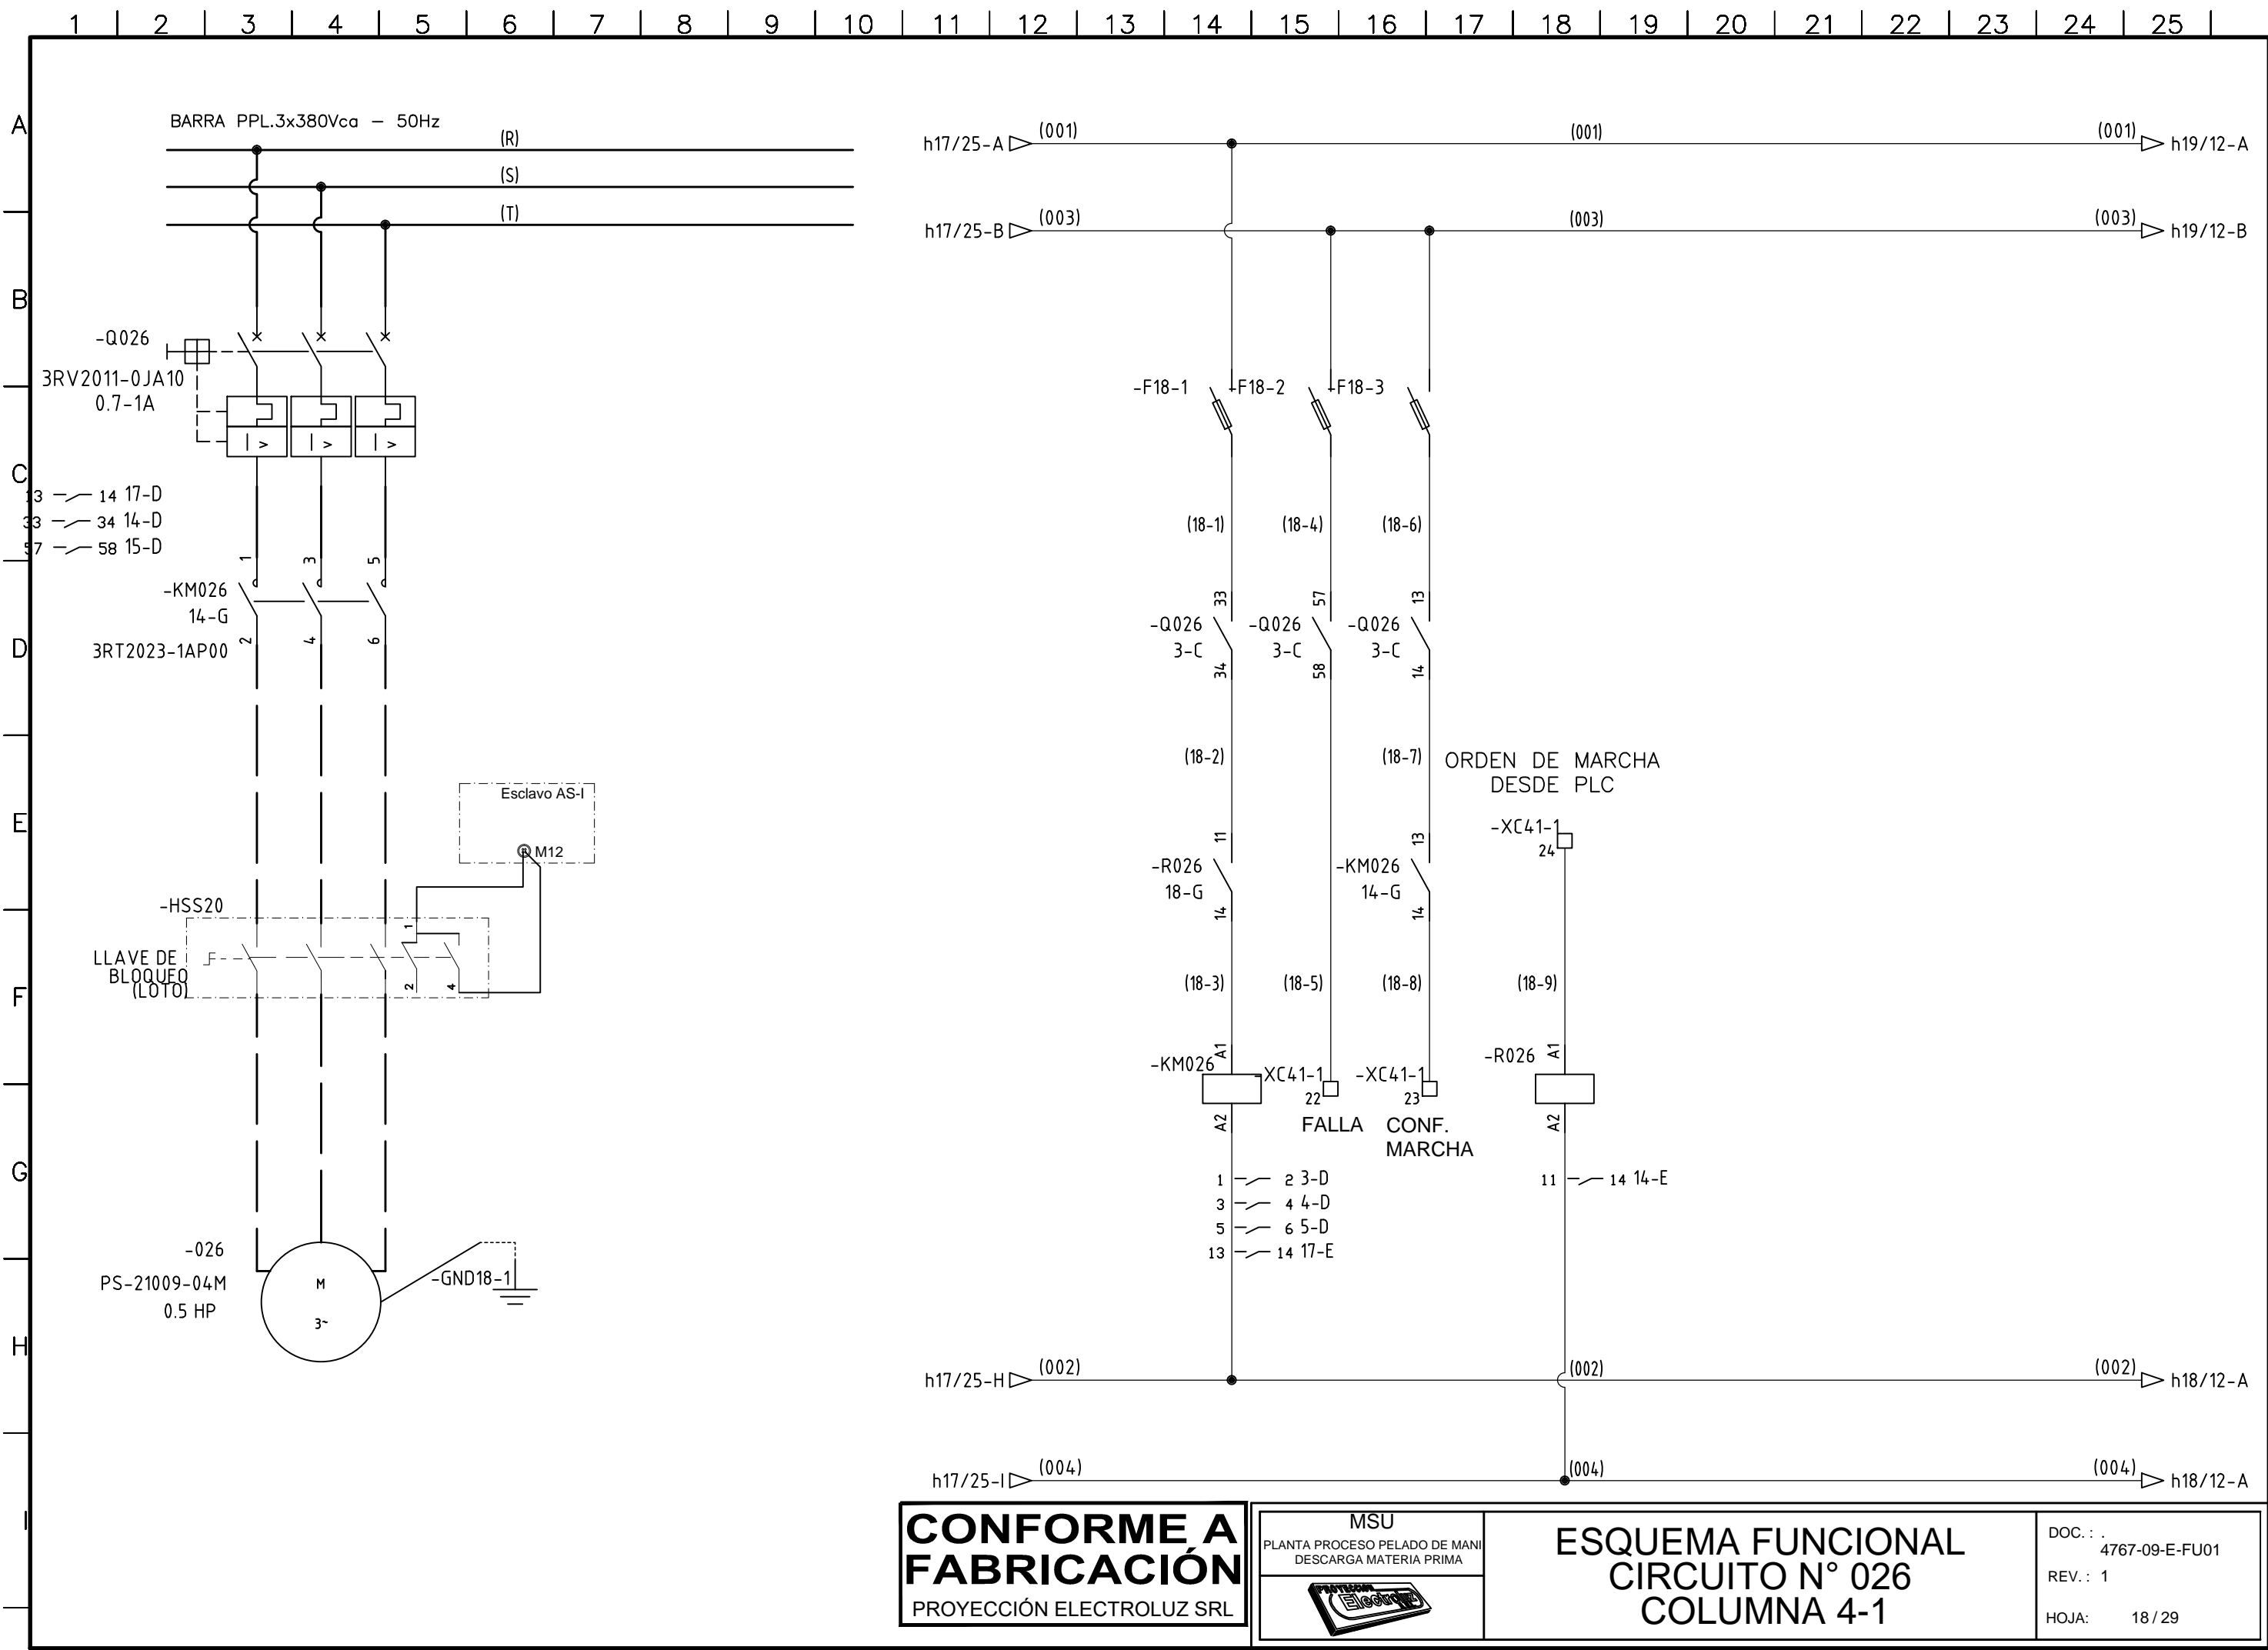 1 2 3 4 5 6 7 8 9 10 11 12 13 14 15 16 17 18 19 20 21 22 23 24 25
A
B
C
D
E
F
G
H
I
BARRA PPL.3x380Vca - 50Hz
(R)
(S)
(T)
-Q026
3RV2011-0JA10
0.7-1A
I >
I >
I >
13 14 17-D
33 34 14-D
57 58 15-D
1 3 5
-KM026
14-G
3RT2023-1AP00
2 4 6
Esclavo AS-I
M12
-HSS20
LLAVE DE
BLOQUEO
(LOTO)
1
2 4
-026
PS-21009-04M
0.5 HP
M
3~
-GND18-1
h17/25-A (001) (001) (001) h19/12-A
h17/25-B (003) (003) (003) h19/12-B
-F18-1 -F18-2 -F18-3
(18-1) (18-4) (18-6)
33 57 13
-Q026 -Q026 -Q026
3-C 3-C 3-C
34 58 14
(18-2) (18-7)
ORDEN DE MARCHA
DESDE PLC
-XC41-1
24
11 13
-R026 -KM026
18-G 14-G
14 14
(18-3) (18-5) (18-8) (18-9)
A1 A1
-KM026 -XC41-1 -XC41-1 -R026
22 23
A2 A2
FALLA CONF.
MARCHA
1 2 3-D
3 4 4-D
5 6 5-D
13 14 17-E
11 14 14-E
h17/25-H (002) (002) (002) h18/12-A
h17/25-I (004) (004) (004) h18/12-A
CONFORME A
FABRICACIÓN
PROYECCIÓN ELECTROLUZ SRL
MSU
PLANTA PROCESO PELADO DE MANI
DESCARGA MATERIA PRIMA
PROYECCION
Electroluz
ESQUEMA FUNCIONAL
CIRCUITO N° 026
COLUMNA 4-1
DOC. : .
4767-09-E-FU01
REV. : 1
HOJA: 18 / 29